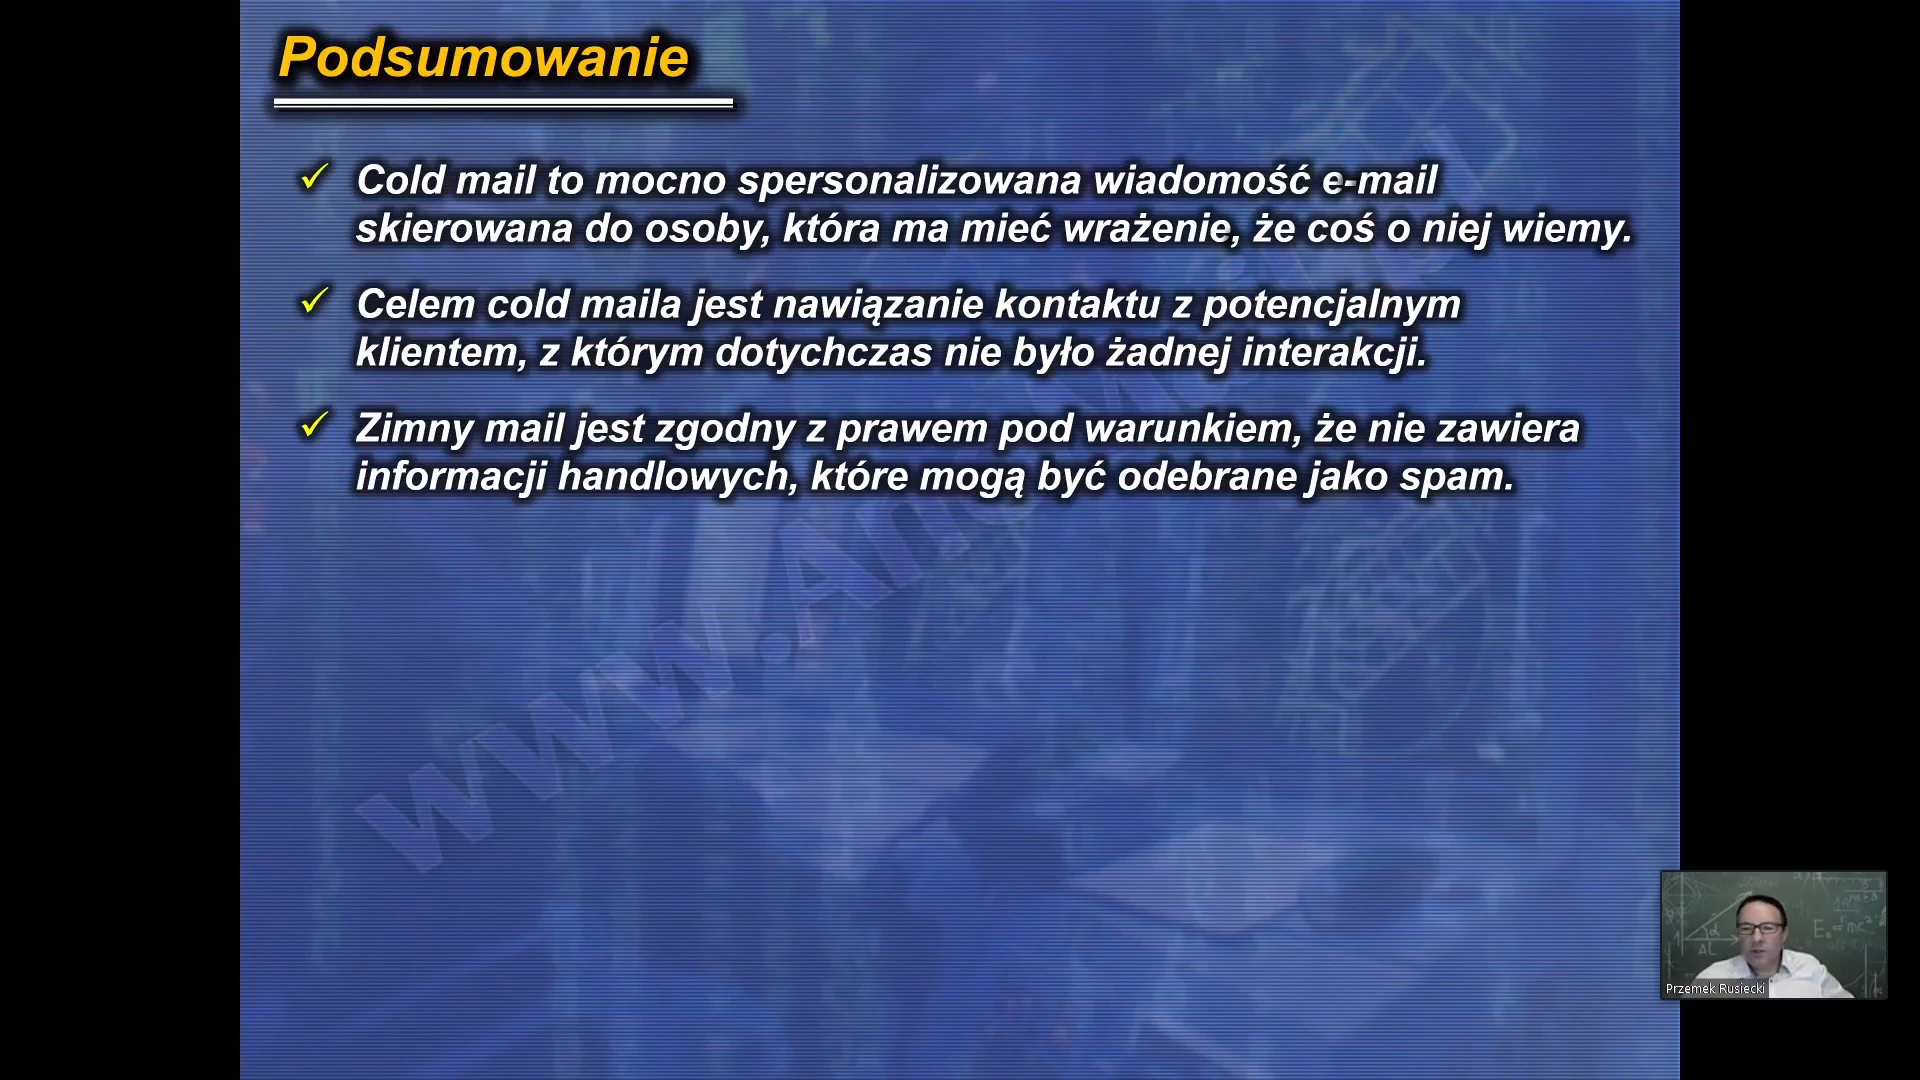 Podsumowanie
✓ Cold mail to mocno spersonalizowana wiadomość e-mail
skierowana do osoby, która ma mieć wrażenie, że coś o niej wiemy.
✓ Celem cold maila jest nawiązanie kontaktu z potencjalnym
klientem, z którym dotychczas nie było żadnej interakcji.
✓ Zimny mail jest zgodny z prawem pod warunkiem, że nie zawiera
informacji handlowych, które mogą być odebrane jako spam.
Przemek Rusiecki